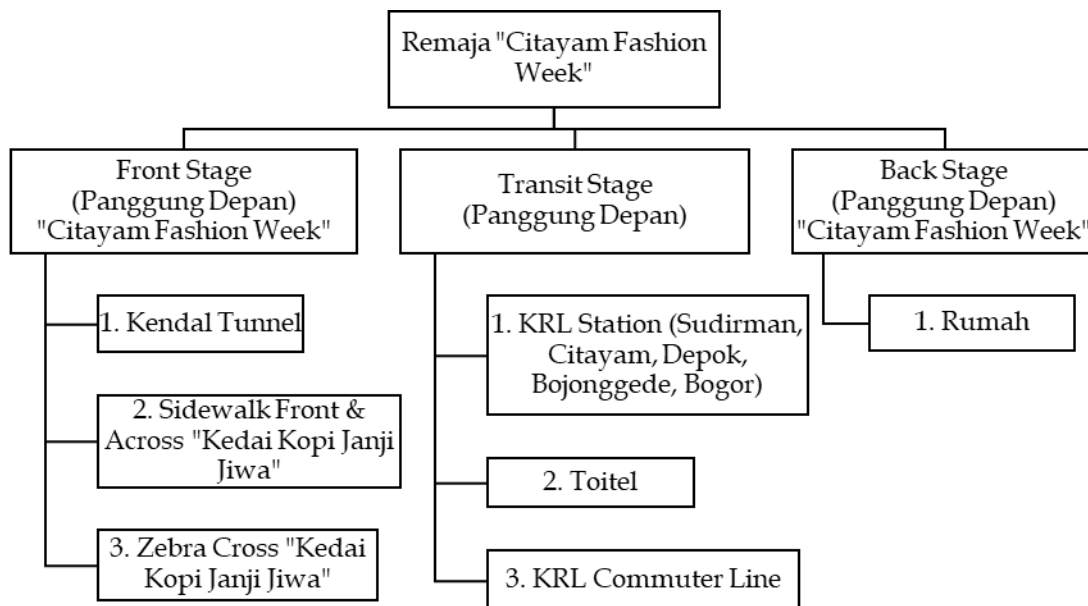 Remaja "Citayam Fashion
Week"
Front Stage
(Panggung Depan)
"Citayam Fashion Week"
1. Kendal Tunnel
2. Sidewalk Front &
Across "Kedai Kopi Janji
Jiwa"
3. Zebra Cross "Kedai
Kopi Janji Jiwa"
Transit Stage
(Panggung Depan)
1. KRL Station (Sudirman,
Citayam, Depok,
Bojonggede, Bogor)
2. Toitel
3. KRL Commuter Line
Back Stage
(Panggung Depan)
"Citayam Fashion Week"
1. Rumah